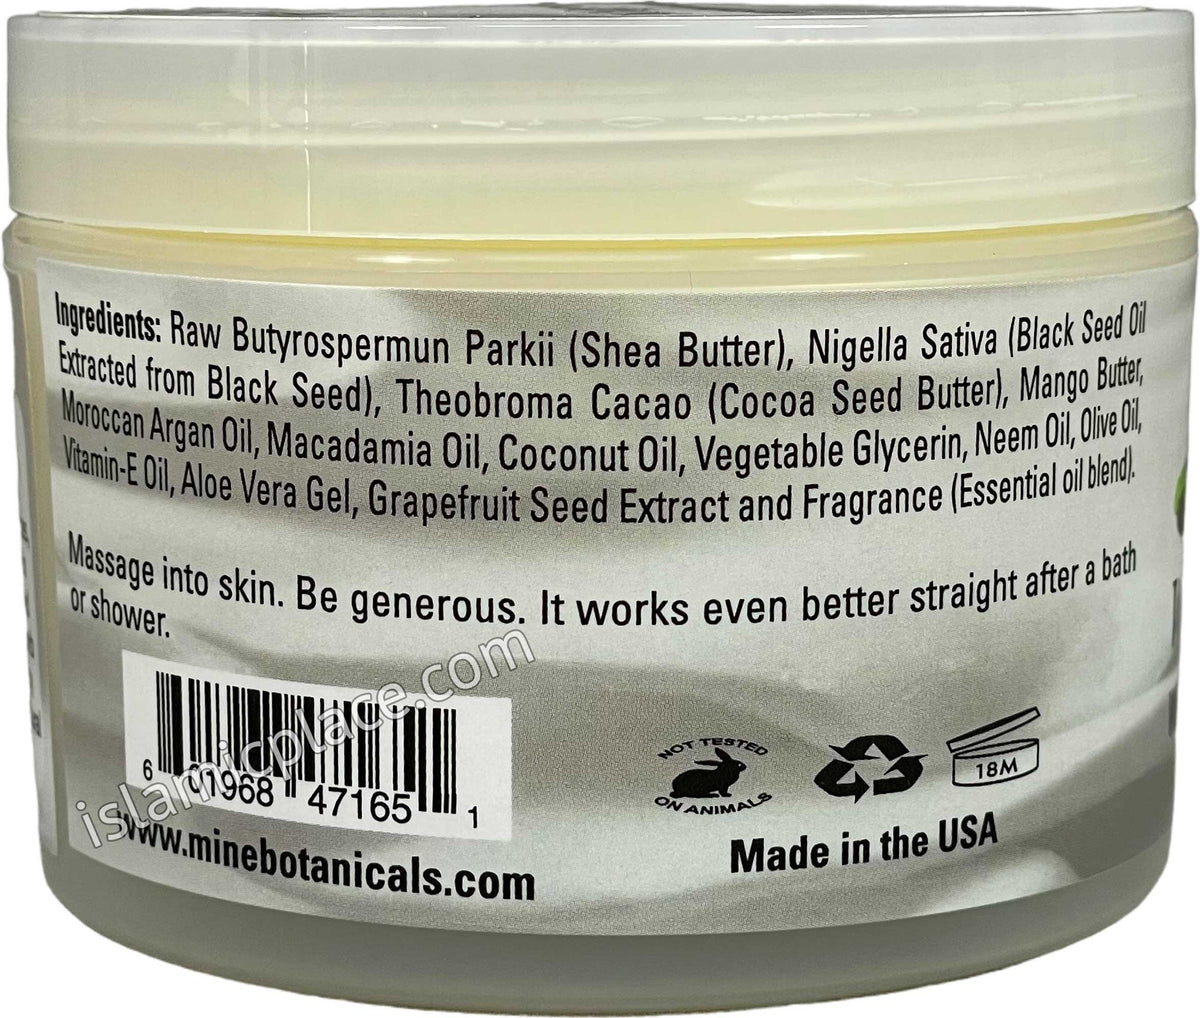 Ingredients: Raw Butyrospermun Parkii (Shea Butter), Nigella Sativa (Black Seed Oil
Extracted from Black Seed), Theobroma Cacao (Cocoa Seed Butter), Mango Butter,
Moroccan Argan Oil, Macadamia Oil, Coconut Oil, Vegetable Glycerin, Neem Oil, Olive Oil,
Vitamin-E Oil, Aloe Vera Gel, Grapefruit Seed Extract and Fragrance (Essential oil blend).
Massage into skin. Be generous. It works even better straight after a bath
or shower.
islamicplace.com
6 01968 47165 1
www.minebotanicals.com
NOT TESTED
ON ANIMALS
18M
Made in the USA